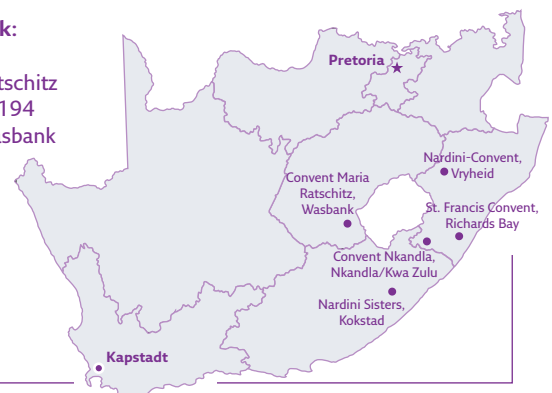 k:
tschitz
194
sbank
Pretoria
Nardini-Convent,
Vryheid
Convent Maria
Ratschitz,
Wasbank
St. Francis Convent,
Richards Bay
Convent Nkandla,
Nkandla/Kwa Zulu
Nardini Sisters,
Kokstad
Kapstadt